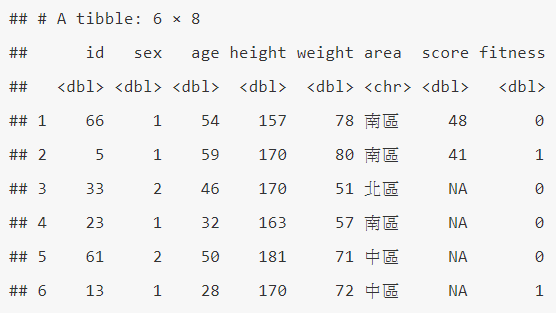 ## # A tibble: 6 × 8
##      id   sex   age height weight area  score fitness
##   <dbl> <dbl> <dbl>  <dbl>  <dbl> <chr> <dbl>   <dbl>
## 1    66     1    54    157     78 南區     48       0
## 2     5     1    59    170     80 南區     41       1
## 3    33     2    46    170     51 北區     NA       0
## 4    23     1    32    163     57 南區     NA       0
## 5    61     2    50    181     71 中區     NA       0
## 6    13     1    28    170     72 中區     NA       1